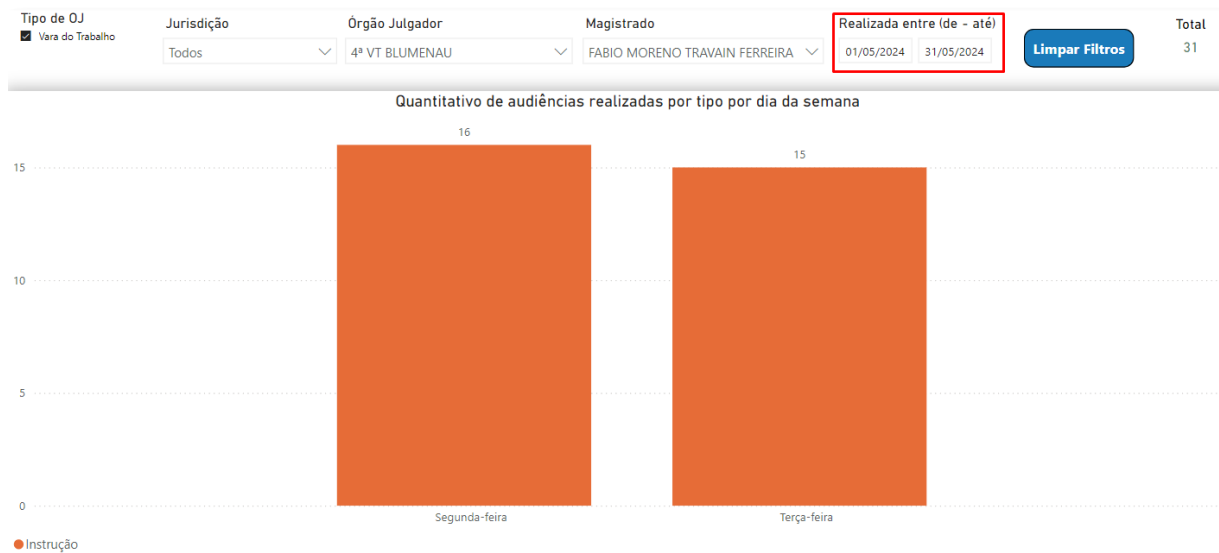 Tipo de OJ
Vara do Trabalho
Jurisdição
Todos
Órgão Julgador
4ª VT BLUMENAU
Magistrado
FABIO MORENO TRAVAIN FERREIRA
Realizada entre (de - até)
01/05/2024 31/05/2024
Limpar Filtros
Total
31
Quantitativo de audiências realizadas por tipo por dia da semana
16
15
15
10
5
0
Segunda-feira
Terça-feira
Instrução